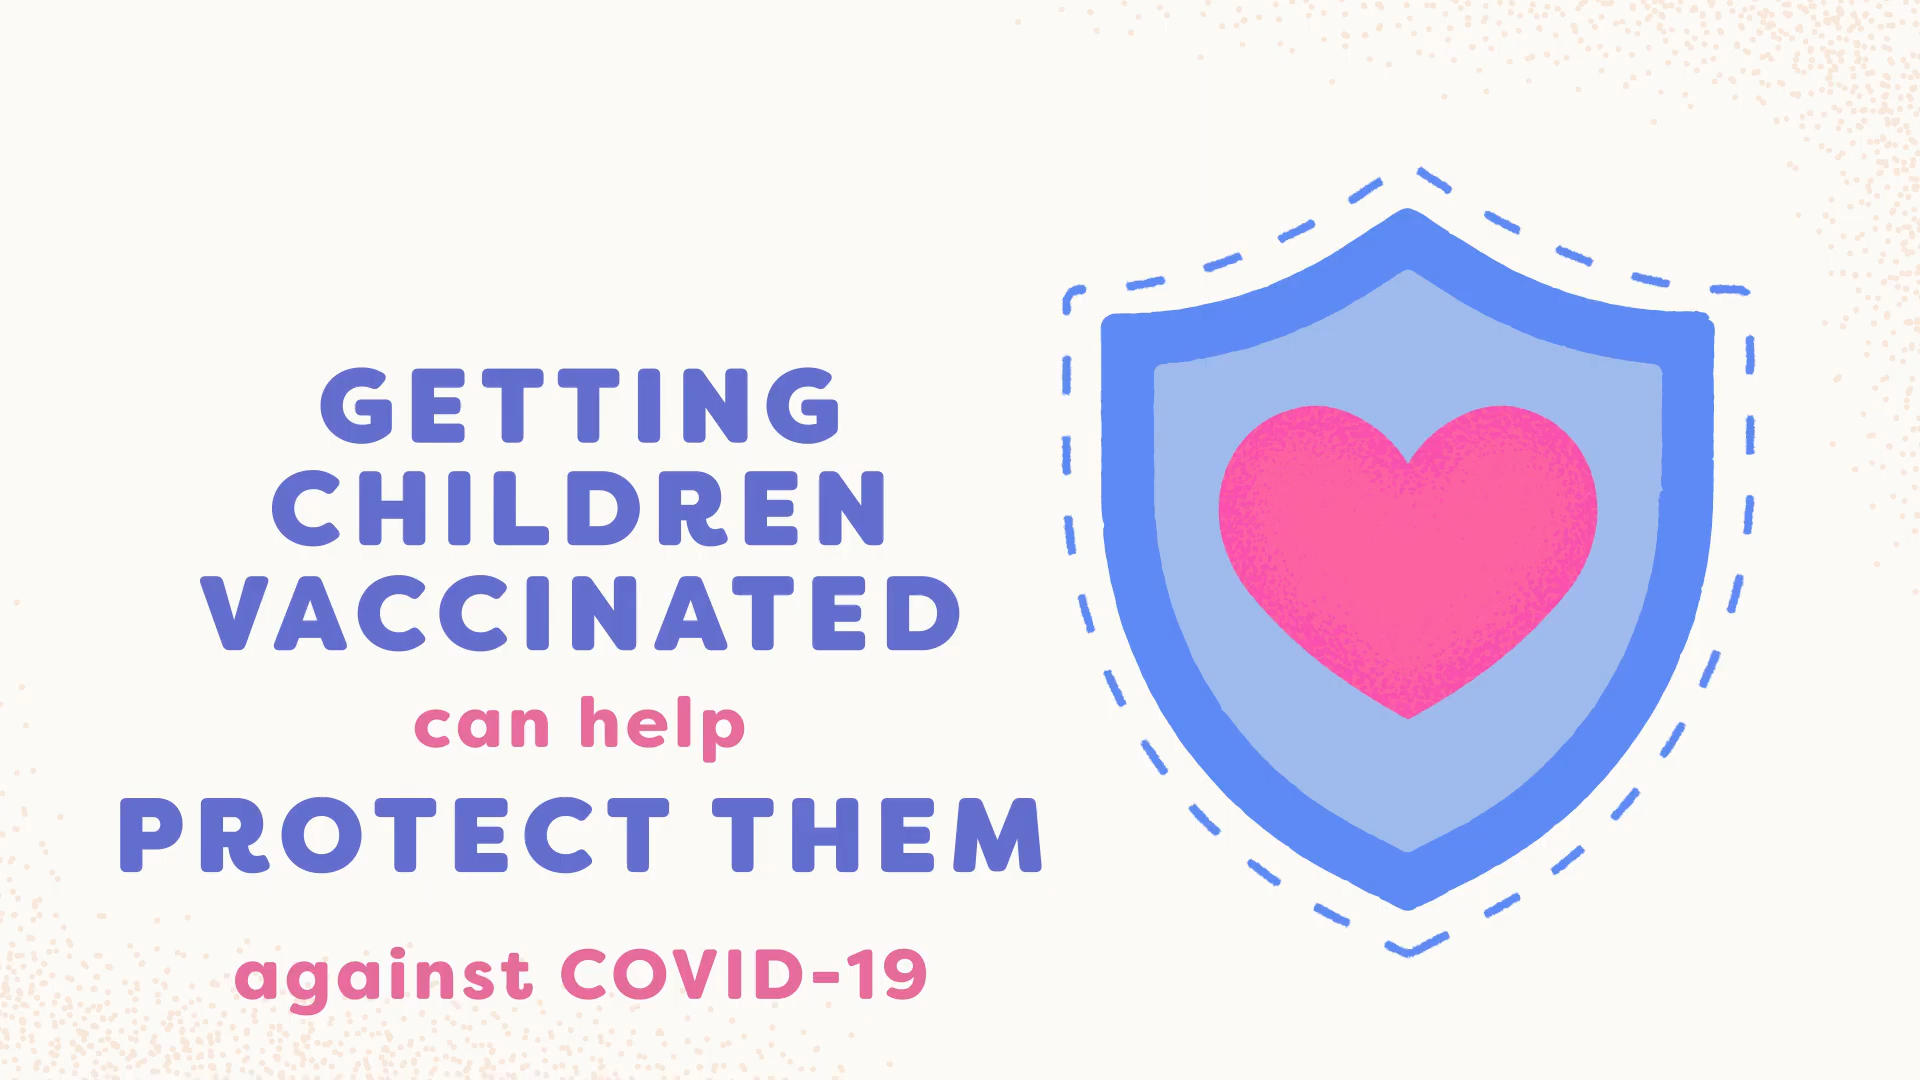 GETTING
CHILDREN
VACCINATED
can help
PROTECT THEM
against COVID-19